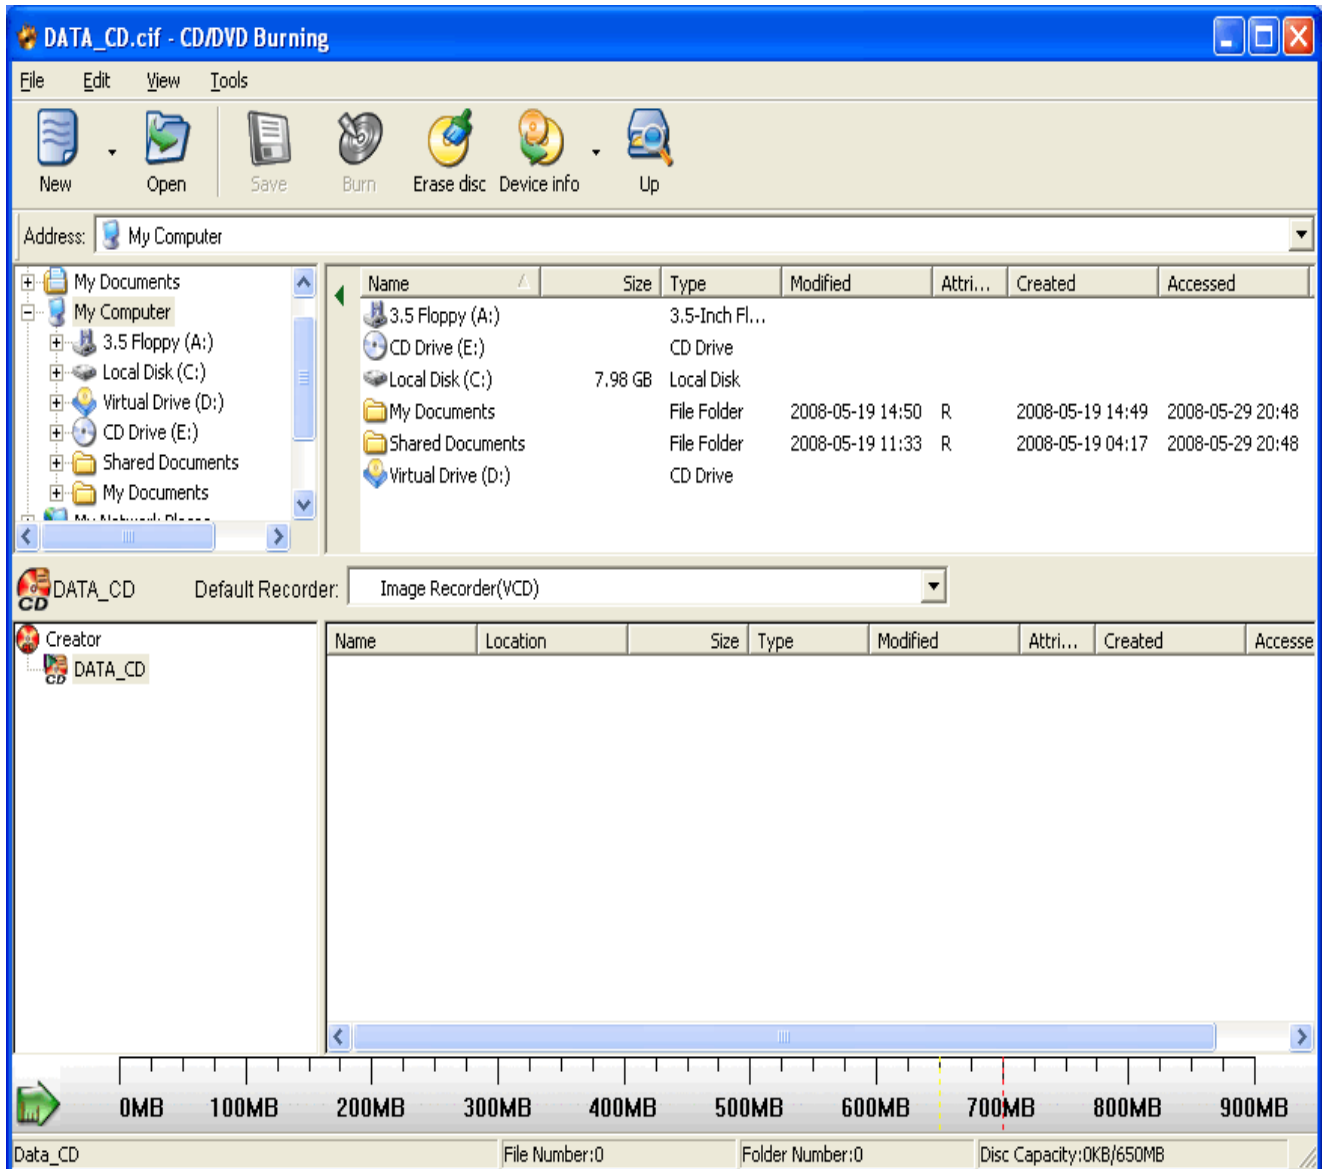 DATA_CD.cif - CD/DVD Burning
File Edit View Tools
New Open Save Burn Erase disc Device info Up
Address: My Computer
My Documents
My Computer
3.5 Floppy (A:)
Local Disk (C:)
Virtual Drive (D:)
CD Drive (E:)
Shared Documents
My Documents
My Network Places
Name Size Type Modified Attri... Created Accessed
3.5 Floppy (A:) 3.5-Inch Fl...
CD Drive (E:) CD Drive
Local Disk (C:) 7.98 GB Local Disk
My Documents File Folder 2008-05-19 14:50 R 2008-05-19 14:49 2008-05-29 20:48
Shared Documents File Folder 2008-05-19 11:33 R 2008-05-19 04:17 2008-05-29 20:48
Virtual Drive (D:) CD Drive
CD DATA_CD Default Recorder: Image Recorder(VCD)
Creator
CD DATA_CD
Name Location Size Type Modified Attri... Created Accesse
0MB 100MB 200MB 300MB 400MB 500MB 600MB 700MB 800MB 900MB
Data_CD File Number:0 Folder Number:0 Disc Capacity:0KB/650MB